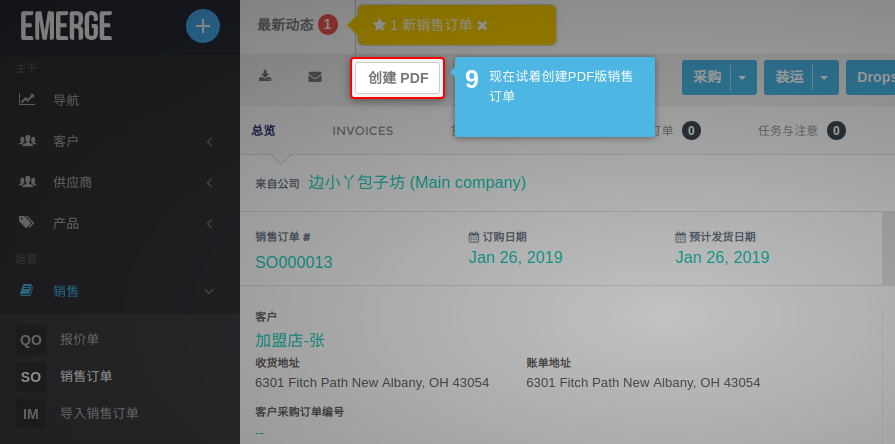 EMERGE
最新动态 1
1 新销售订单
主干
创建 PDF
9 现在试着创建PDF版销售
订单
采购
装运
Drops
导航
总览
INVOICES
订单 0
任务与注意 0
客户
来自公司 边小丫包子坊 (Main company)
供应商
产品
销售订单 #
订购日期
预计发货日期
SO000013
Jan 26, 2019
Jan 26, 2019
运营
销售
客户
QO 报价单
加盟店-张
收货地址
账单地址
SO 销售订单
6301 Fitch Path New Albany, OH 43054
6301 Fitch Path New Albany, OH 43054
IM 导入销售订单
客户采购订单编号
--